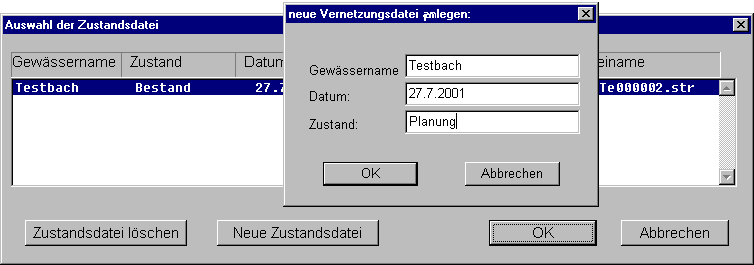 neue Vernetzungsdatei anlegen:
Auswahl der Zustandsdatei
Gewässername Zustand Datum einame
Testbach Bestand 27.7 Te000002.str
Gewässername Testbach
Datum: 27.7.2001
Zustand: Planung
OK Abbrechen
Zustandsdatei löschen Neue Zustandsdatei OK Abbrechen